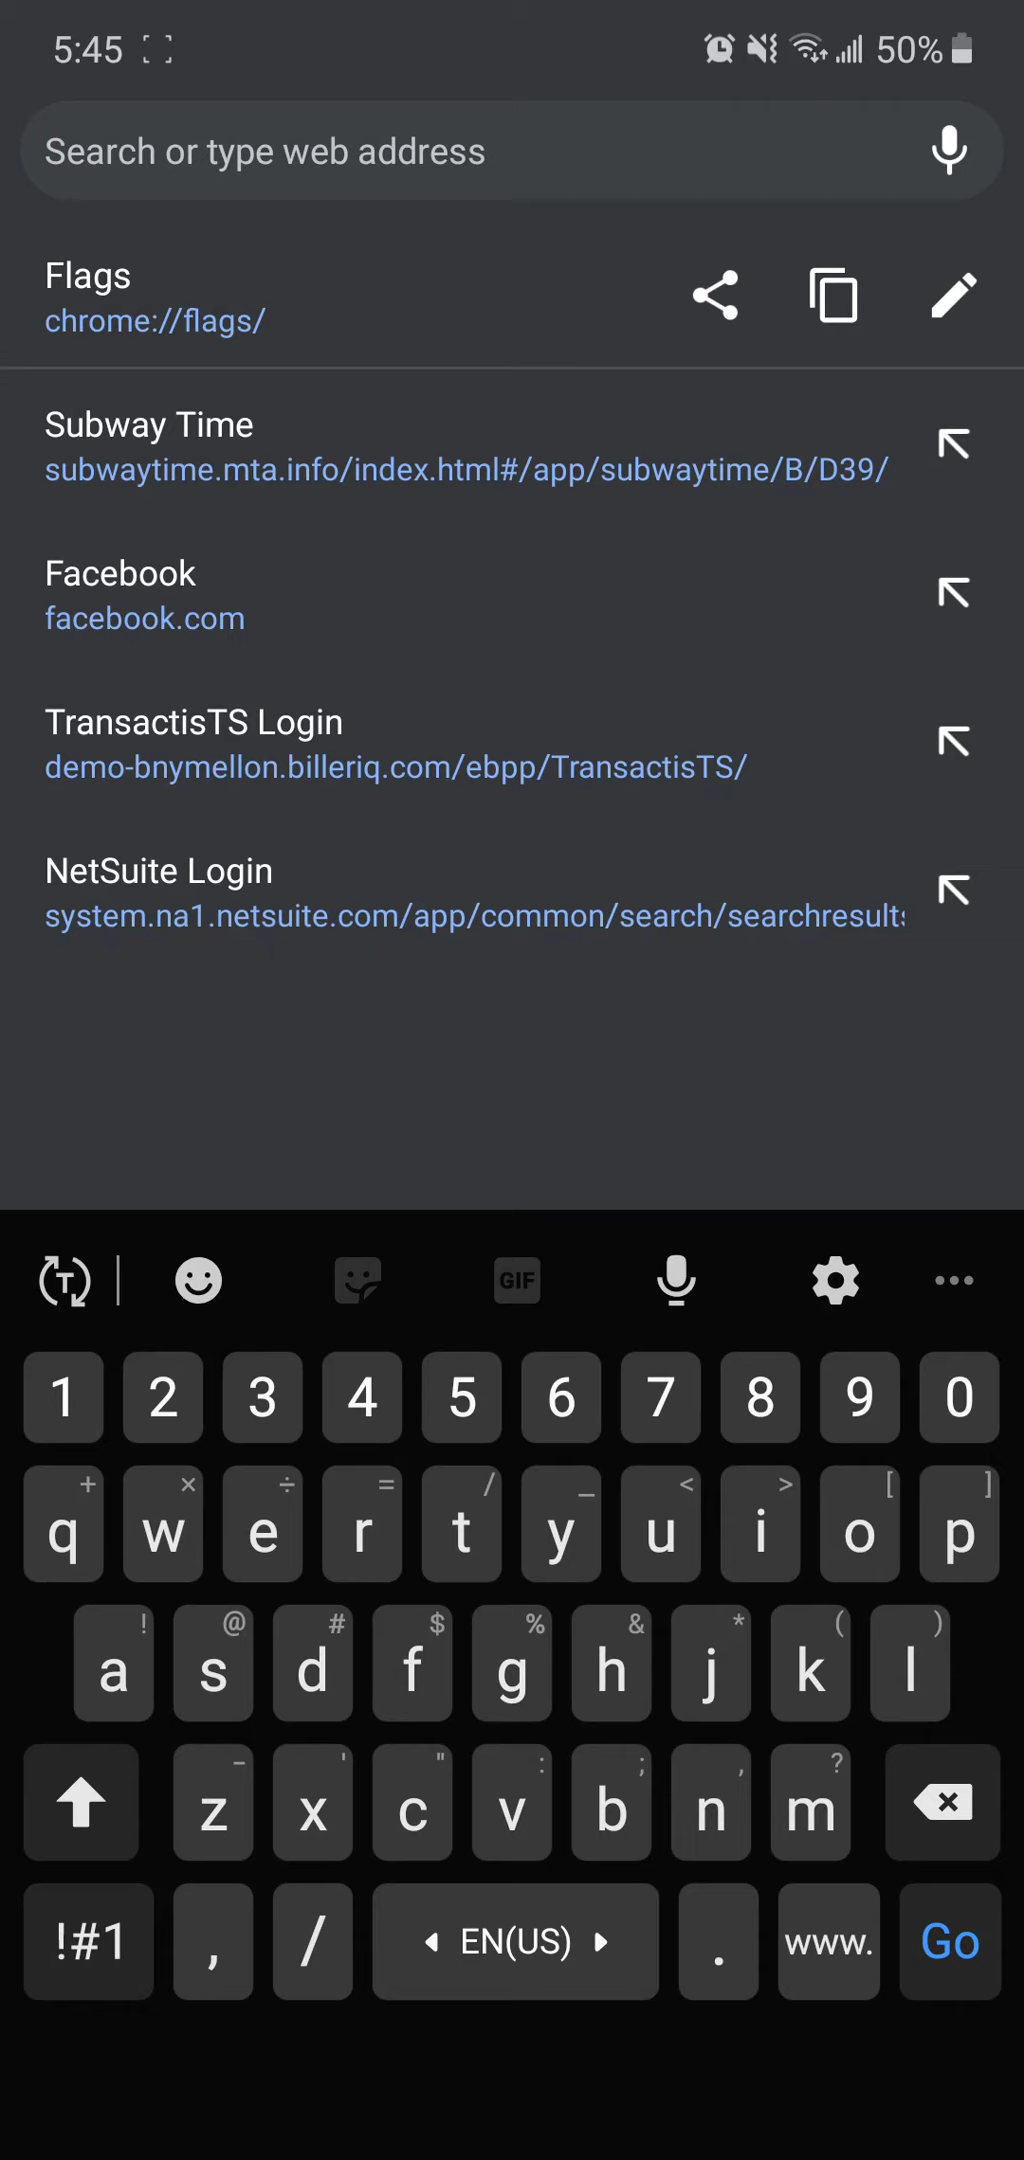 5:45 50%
Search or type web address
Flags
chrome://flags/
Subway Time
subwaytime.mta.info/index.html#/app/subwaytime/B/D39/
Facebook
facebook.com
TransactisTS Login
demo-bnymellon.billeriq.com/ebpp/TransactisTS/
NetSuite Login
system.na1.netsuite.com/app/common/search/searchresults
T GIF
1 2 3 4 5 6 7 8 9 0
+ × ÷ = / _ < > [ ]
q w e r t y u i o p
! @ # $ % & * ( )
a s d f g h j k l
- ' " : ; , ?
z x c v b n m
!#1 , / EN(US) . www. Go